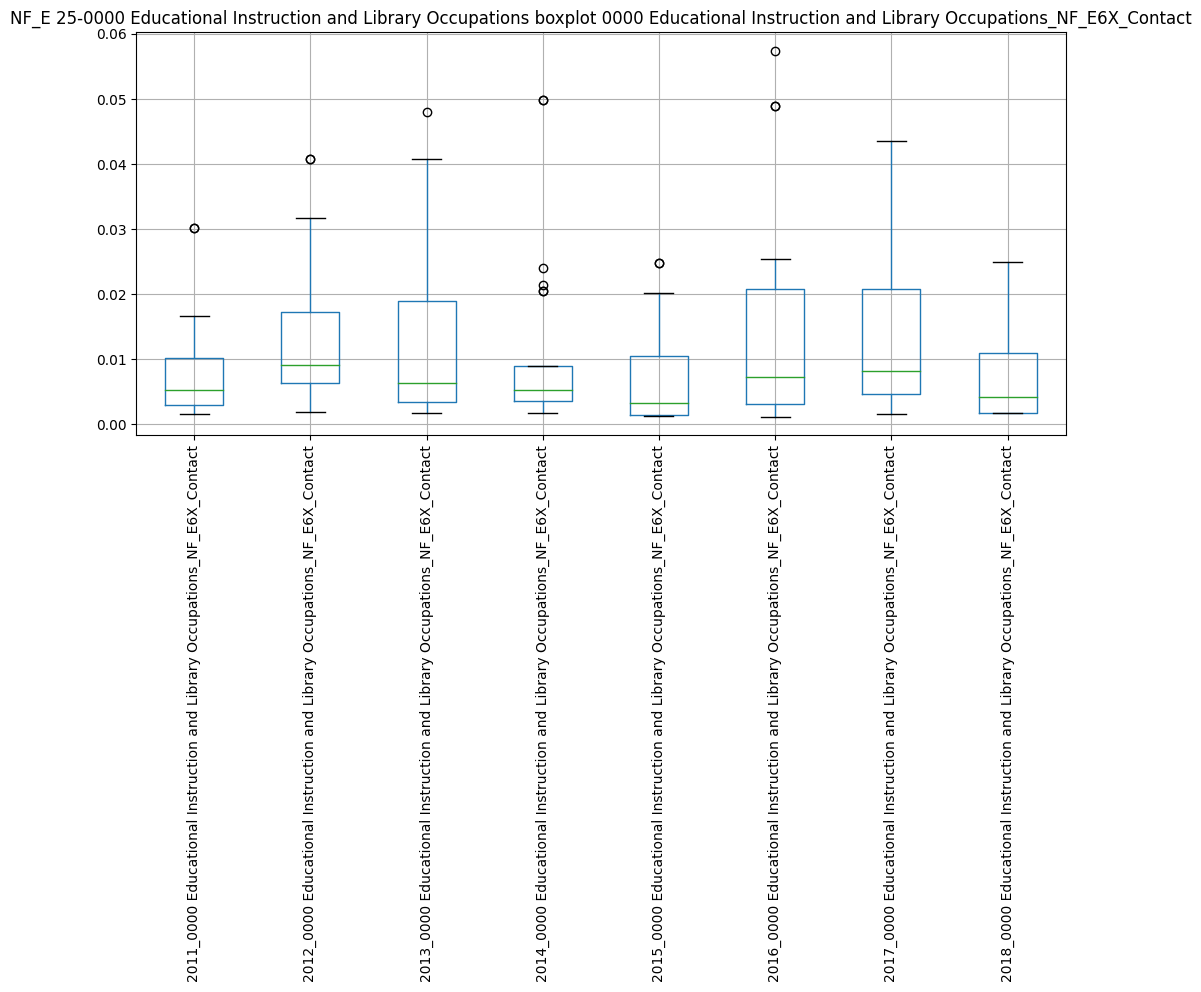 NF_E 25-0000 Educational Instruction and Library Occupations boxplot 0000 Educational Instruction and Library Occupations_NF_E6X_Contact
0.06
0.05
0.04
0.03
0.02
0.01
0.00
2011_0000 Educational Instruction and Library Occupations_NF_E6X_Contact
2012_0000 Educational Instruction and Library Occupations_NF_E6X_Contact
2013_0000 Educational Instruction and Library Occupations_NF_E6X_Contact
2014_0000 Educational Instruction and Library Occupations_NF_E6X_Contact
2015_0000 Educational Instruction and Library Occupations_NF_E6X_Contact
2016_0000 Educational Instruction and Library Occupations_NF_E6X_Contact
2017_0000 Educational Instruction and Library Occupations_NF_E6X_Contact
2018_0000 Educational Instruction and Library Occupations_NF_E6X_Contact